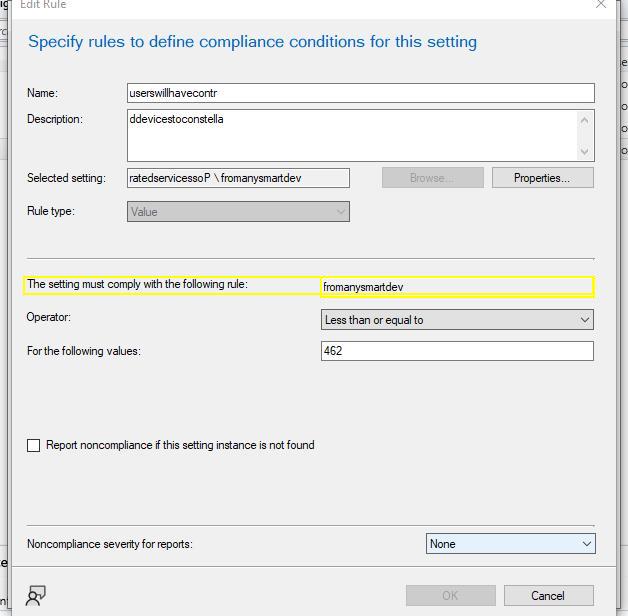 Edit Rule
Specify rules to define compliance conditions for this setting
Name: userswillhavecontr
Description: ddevicestoconstella
Selected setting: ratedservicessoP \ fromanysmartdev Browse... Properties...
Rule type: Value
The setting must comply with the following rule: fromanysmartdev
Operator: Less than or equal to
For the following values: 462
Report noncompliance if this setting instance is not found
Noncompliance severity for reports: None
OK Cancel